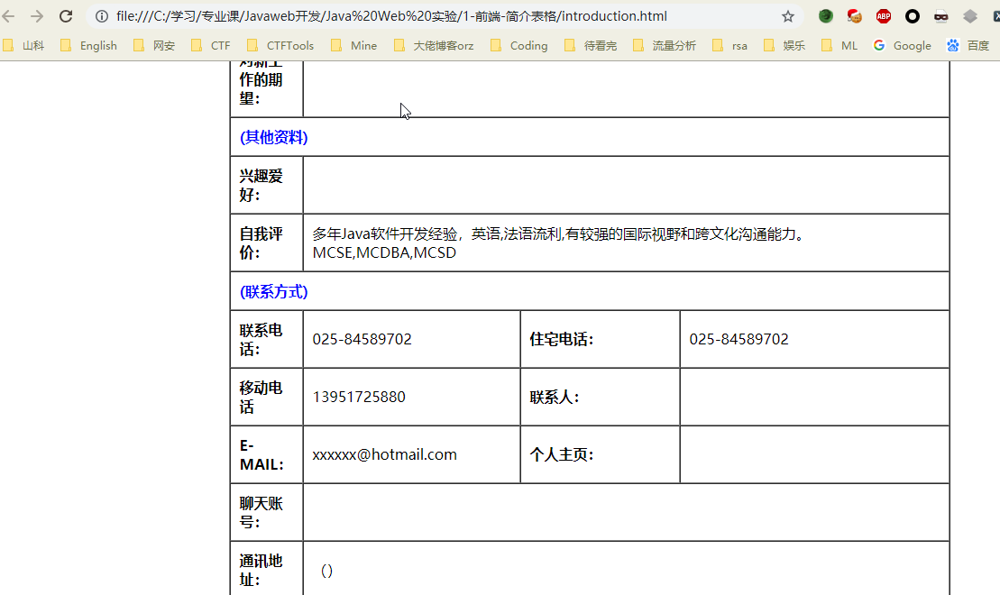 file:///C:/学习/专业课/Javaweb开发/Java%20Web%20实验/1-前端-简介表格/introduction.html
ABP
山科 English 网安 CTF CTFTools Mine 大佬博客orz Coding 待看完 流量分析 rsa 娱乐 ML Google 百度
对新工
作的期
望：
(其他资料)
兴趣爱
好：
自我评
价：
多年Java软件开发经验，英语,法语流利,有较强的国际视野和跨文化沟通能力。
MCSE,MCDBA,MCSD
(联系方式)
联系电
话：
025-84589702
住宅电话：
025-84589702
移动电
话
13951725880
联系人：
E-
MAIL：
xxxxxx@hotmail.com
个人主页：
聊天账
号：
通讯地
址：
（）